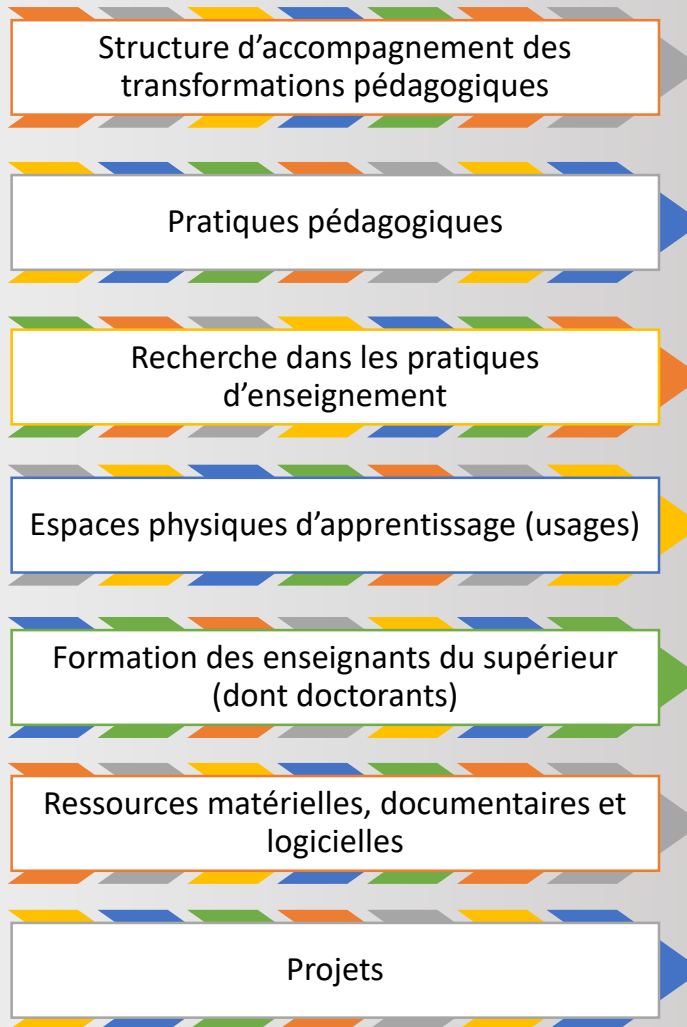 Structure d’accompagnement des
transformations pédagogiques
Pratiques pédagogiques
Recherche dans les pratiques
d’enseignement
Espaces physiques d’apprentissage (usages)
Formation des enseignants du supérieur
(dont doctorants)
Ressources matérielles, documentaires et
logicielles
Projets